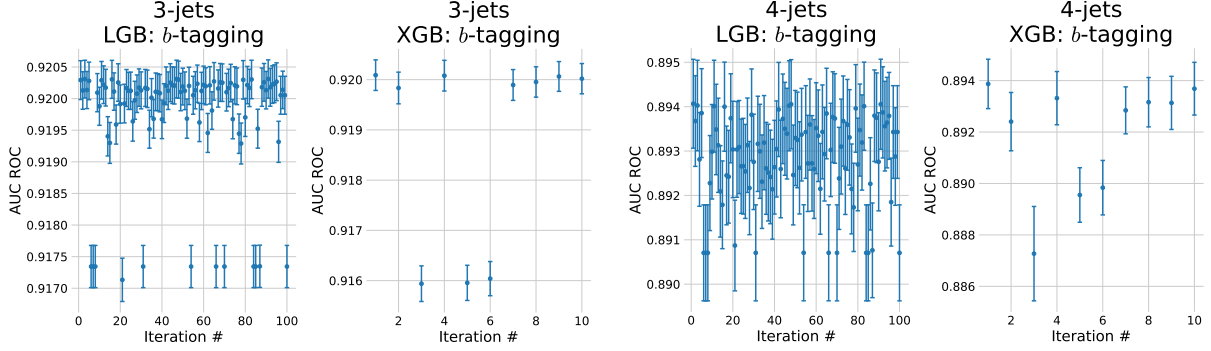 3-jets
LGB: b-tagging
AUC ROC
0.9205
0.9200
0.9195
0.9190
0.9185
0.9180
0.9175
0.9170
0 20 40 60 80 100
Iteration #
3-jets
XGB: b-tagging
AUC ROC
0.920
0.919
0.918
0.917
0.916
2 4 6 8 10
Iteration #
4-jets
LGB: b-tagging
AUC ROC
0.895
0.894
0.893
0.892
0.891
0.890
0 20 40 60 80 100
Iteration #
4-jets
XGB: b-tagging
AUC ROC
0.894
0.892
0.890
0.888
0.886
2 4 6 8 10
Iteration #